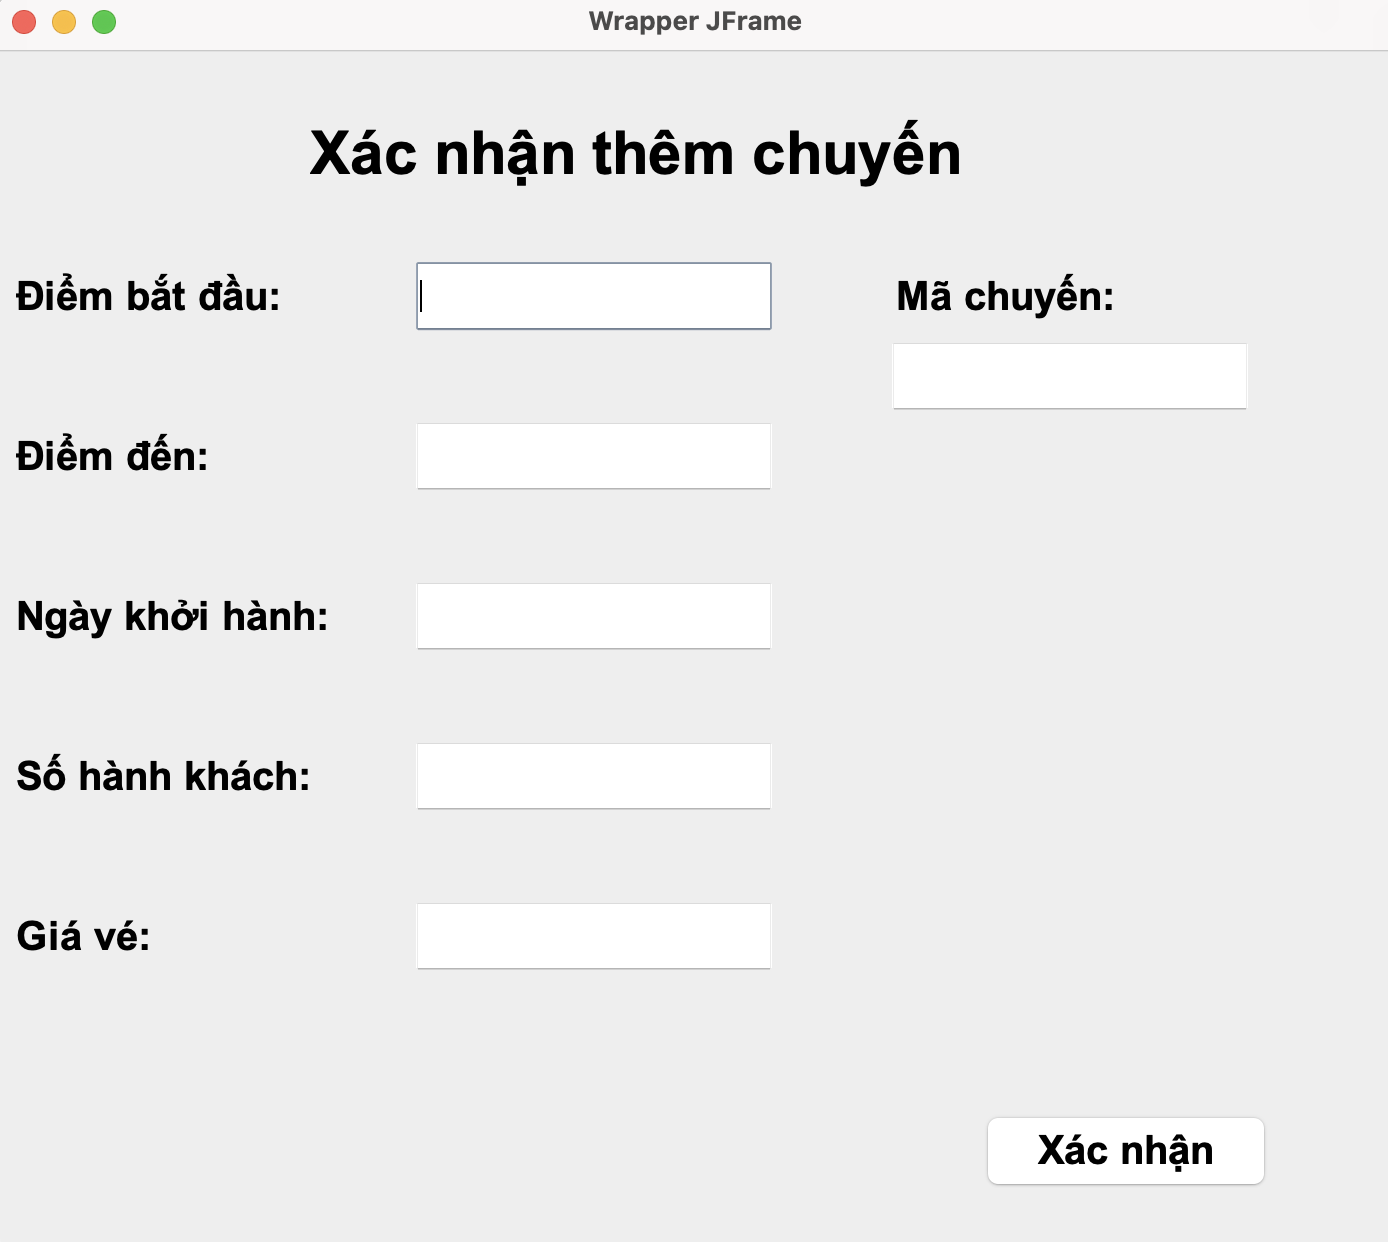 Wrapper JFrame
Xác nhận thêm chuyến
Điểm bắt đầu:
Mã chuyến:
Điểm đến:
Ngày khởi hành:
Số hành khách:
Giá vé:
Xác nhận